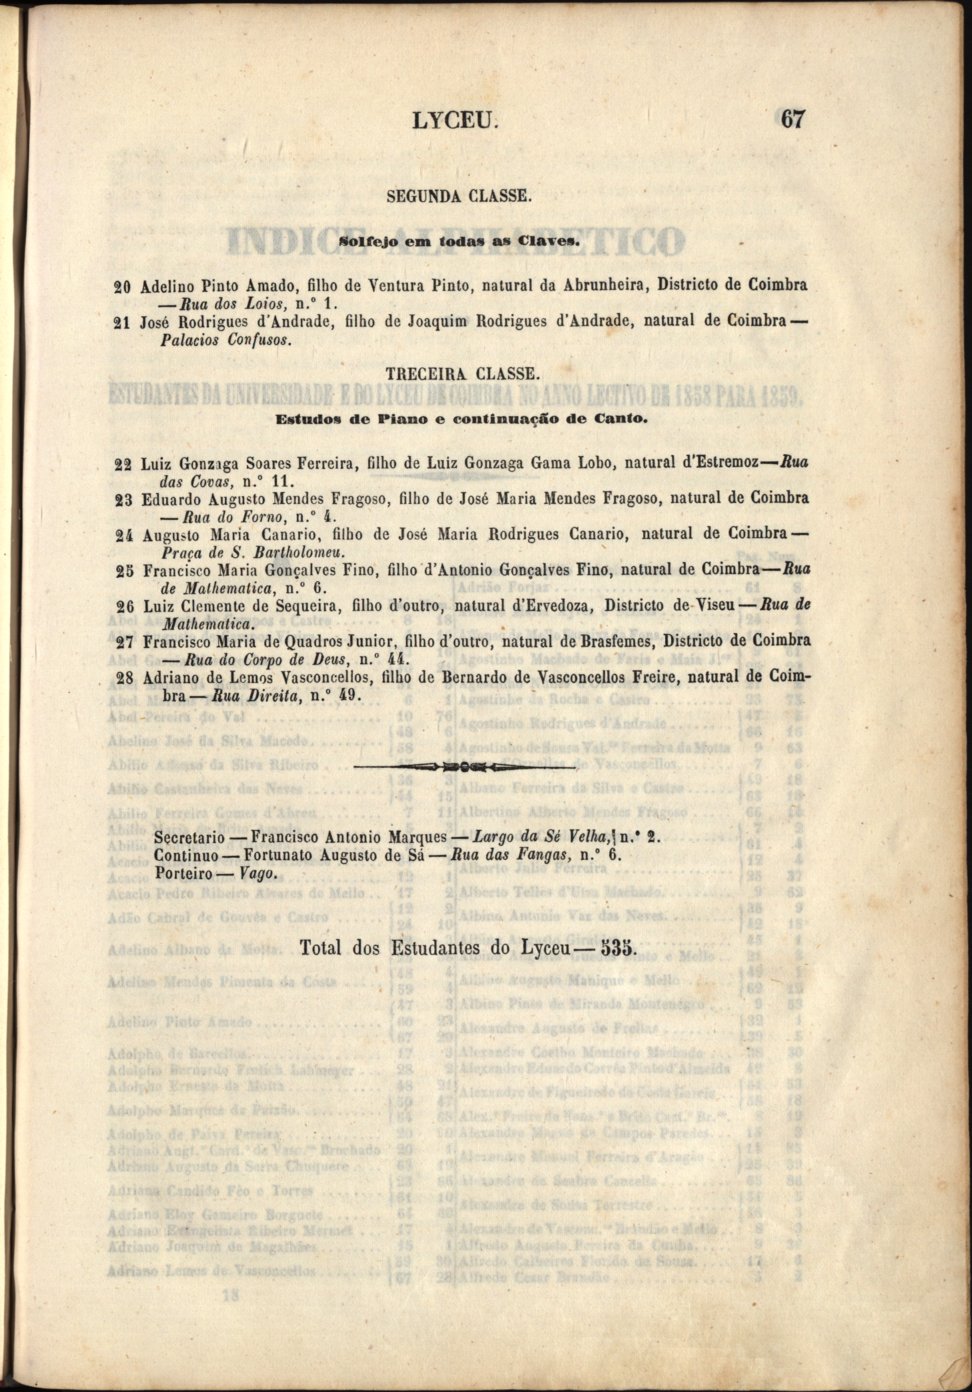 LYCEU. 67
SEGUNDA CLASSE.
Solfejo em todas as Claves.
20 Adelino Pinto Amado, filho de Ventura Pinto, natural da Abrunheira, Districto de Coimbra
— Rua dos Loios, n.º 1.
21 José Rodrigues d'Andrade, filho de Joaquim Rodrigues d'Andrade, natural de Coimbra —
Palacios Confusos.
TRECEIRA CLASSE.
Estudos de Piano e continuação de Canto.
22 Luiz Gonzaga Soares Ferreira, filho de Luiz Gonzaga Gama Lobo, natural d'Estremoz — Rua
das Covas, n.º 11.
23 Eduardo Augusto Mendes Fragoso, filho de José Maria Mendes Fragoso, natural de Coimbra
— Rua do Forno, n.º 4.
24 Augusto Maria Canario, filho de José Maria Rodrigues Canario, natural de Coimbra —
Praça de S. Bartholomeu.
25 Francisco Maria Gonçalves Fino, filho d'Antonio Gonçalves Fino, natural de Coimbra — Rua
de Mathematica, n.º 6.
26 Luiz Clemente de Sequeira, filho d'outro, natural d'Ervedoza, Districto de Viseu — Rua de
Mathematica.
27 Francisco Maria de Quadros Junior, filho d'outro, natural de Brasfemes, Districto de Coimbra
— Rua do Corpo de Deus, n.º 44.
28 Adriano de Lemos Vasconcellos, filho de Bernardo de Vasconcellos Freire, natural de Coim-
bra — Rua Direita, n.º 49.
Secretario — Francisco Antonio Marques — Largo da Sé Velha, n.º 2.
Continuo — Fortunato Augusto de Sá — Rua das Fangas, n.º 6.
Porteiro — Vago.
Total dos Estudantes do Lyceu — 535.